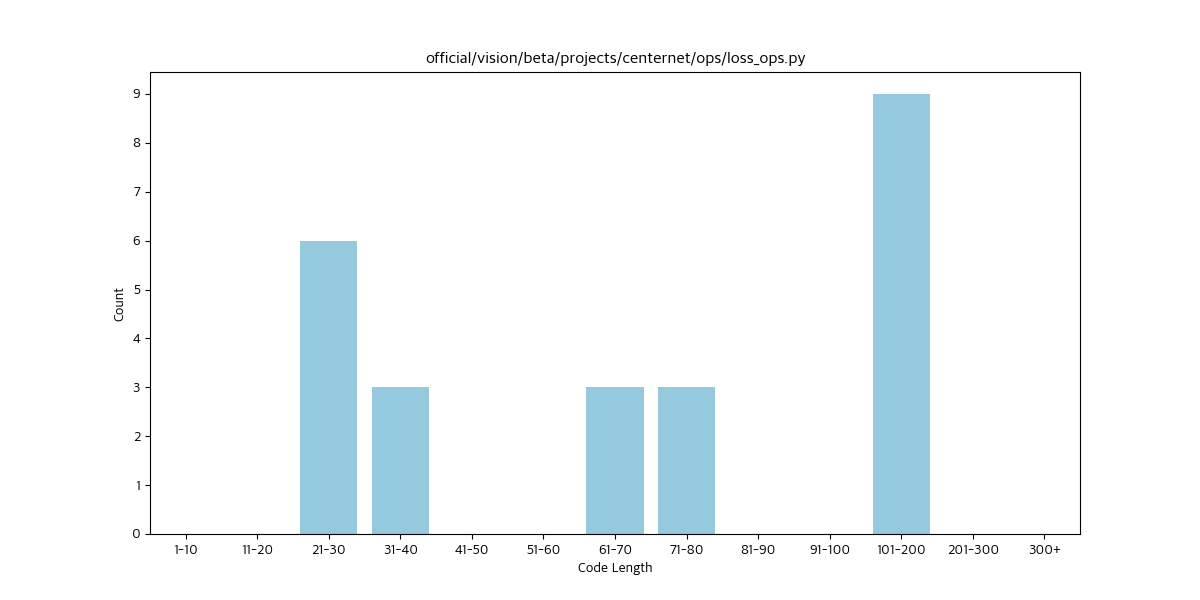 official/vision/beta/projects/centernet/ops/loss_ops.py
Count
9
8
7
6
5
4
3
2
1
0
1-10 11-20 21-30 31-40 41-50 51-60 61-70 71-80 81-90 91-100 101-200 201-300 300+
Code Length